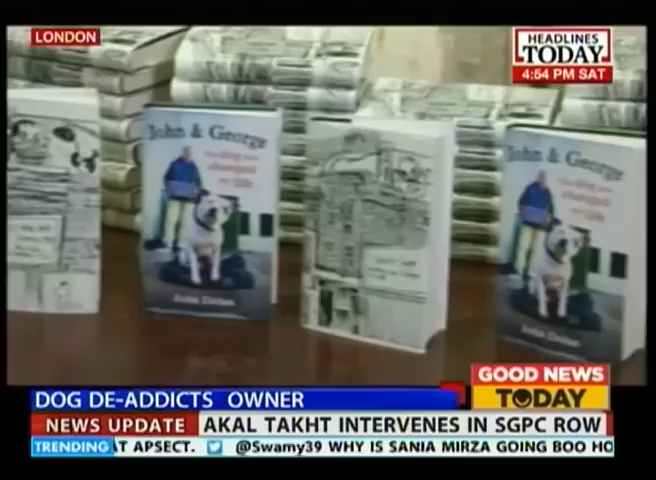 LONDON
HEADLINES
TODAY
4:54 PM SAT
John & George
John & George
GOOD NEWS
TODAY
DOG DE-ADDICTS OWNER
NEWS UPDATE
AKAL TAKHT INTERVENES IN SGPC ROW
TRENDING
AT APSECT.
@Swamy39 WHY IS SANIA MIRZA GOING BOO HO